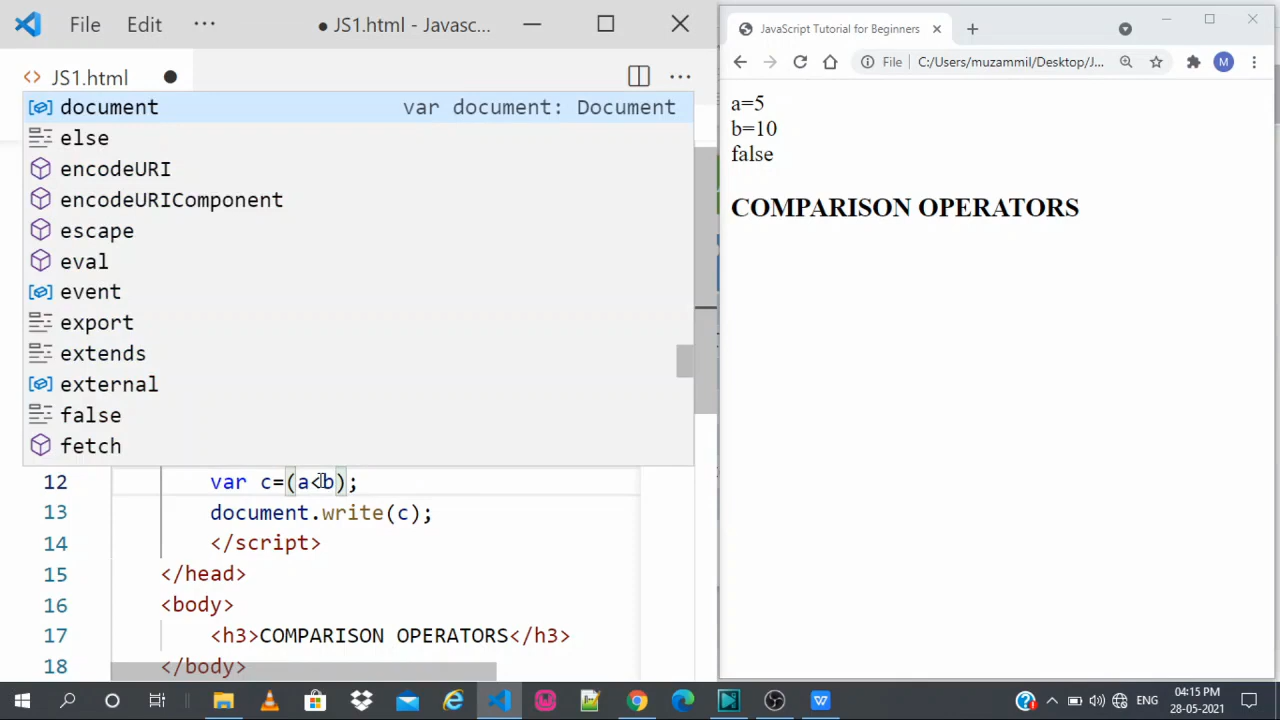 File Edit ··· ● JS1.html - Javasc...
<> JS1.html ● ···
document var document: Document
else
encodeURI
encodeURIComponent
escape
eval
event
export
extends
external
false
fetch
12 var c=(a<b);
13 document.write(c);
14 </script>
15 </head>
16 <body>
17 <h3>COMPARISON OPERATORS</h3>
18 </body>
JavaScript Tutorial for Beginners
File C:/Users/muzammil/Desktop/J... M
a=5
b=10
false
COMPARISON OPERATORS
ENG
04:15 PM
28-05-2021